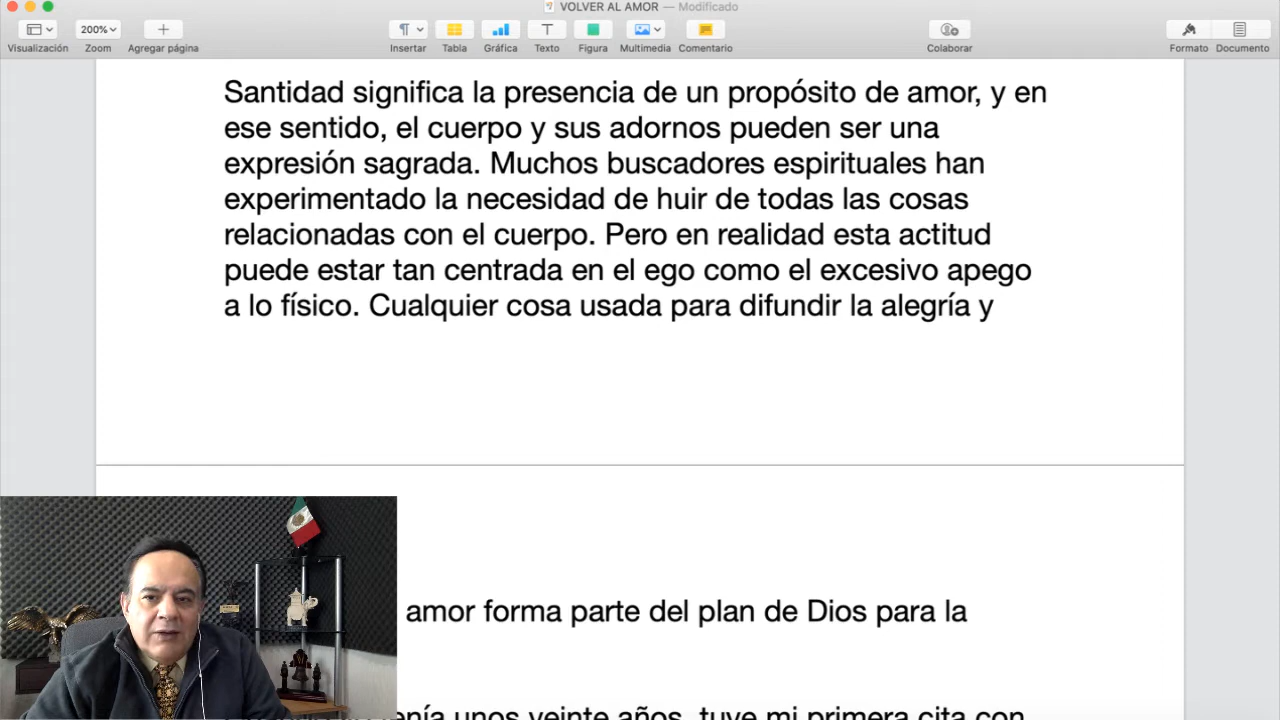 VOLVER AL AMOR — Modificado
200%
Visualización Zoom Agregar página Insertar Tabla Gráfica Texto Figura Multimedia Comentario Colaborar Formato Documento
Santidad significa la presencia de un propósito de amor, y en
ese sentido, el cuerpo y sus adornos pueden ser una
expresión sagrada. Muchos buscadores espirituales han
experimentado la necesidad de huir de todas las cosas
relacionadas con el cuerpo. Pero en realidad esta actitud
puede estar tan centrada en el ego como el excesivo apego
a lo físico. Cualquier cosa usada para difundir la alegría y
amor forma parte del plan de Dios para la
unos veinte años, tuve mi primera cita con